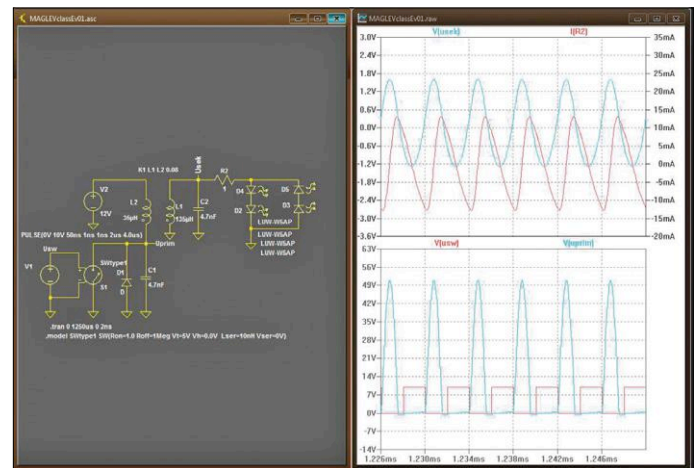 MAGLEVclassEv01.asc
K1 L1 L2 0.08
Usek
R2
1
V2
12V
L2
35µH
L1
135µH
C2
4.7nF
D4
D5
D2
D3
LUW-W5AP
LUW-W5AP
LUW-W5AP
LUW-W5AP
PULSE(0V 10V 50ns 1ns 1ns 2us 4.0us)
Usw
V1
SWtype1
S1
D1
D
Uprim
C1
4.7nF
.tran 0 1250us 0 2ns
.model SWtype1 SW(Ron=1.0 Roff=1Meg Vt=5V Vh=0.0V Lser=10nH Vser=0V)
MAGLEVclassEv01.raw
V(usek)
I(R2)
3.0V
2.4V
1.8V
1.2V
0.6V
0.0V
-0.6V
-1.2V
-1.8V
-2.4V
-3.0V
-3.6V
35mA
30mA
25mA
20mA
15mA
10mA
5mA
0mA
-5mA
-10mA
-15mA
-20mA
V(usw)
V(uprim)
63V
56V
49V
42V
35V
28V
21V
14V
7V
0V
-7V
-14V
1.226ms
1.230ms
1.234ms
1.238ms
1.242ms
1.246ms